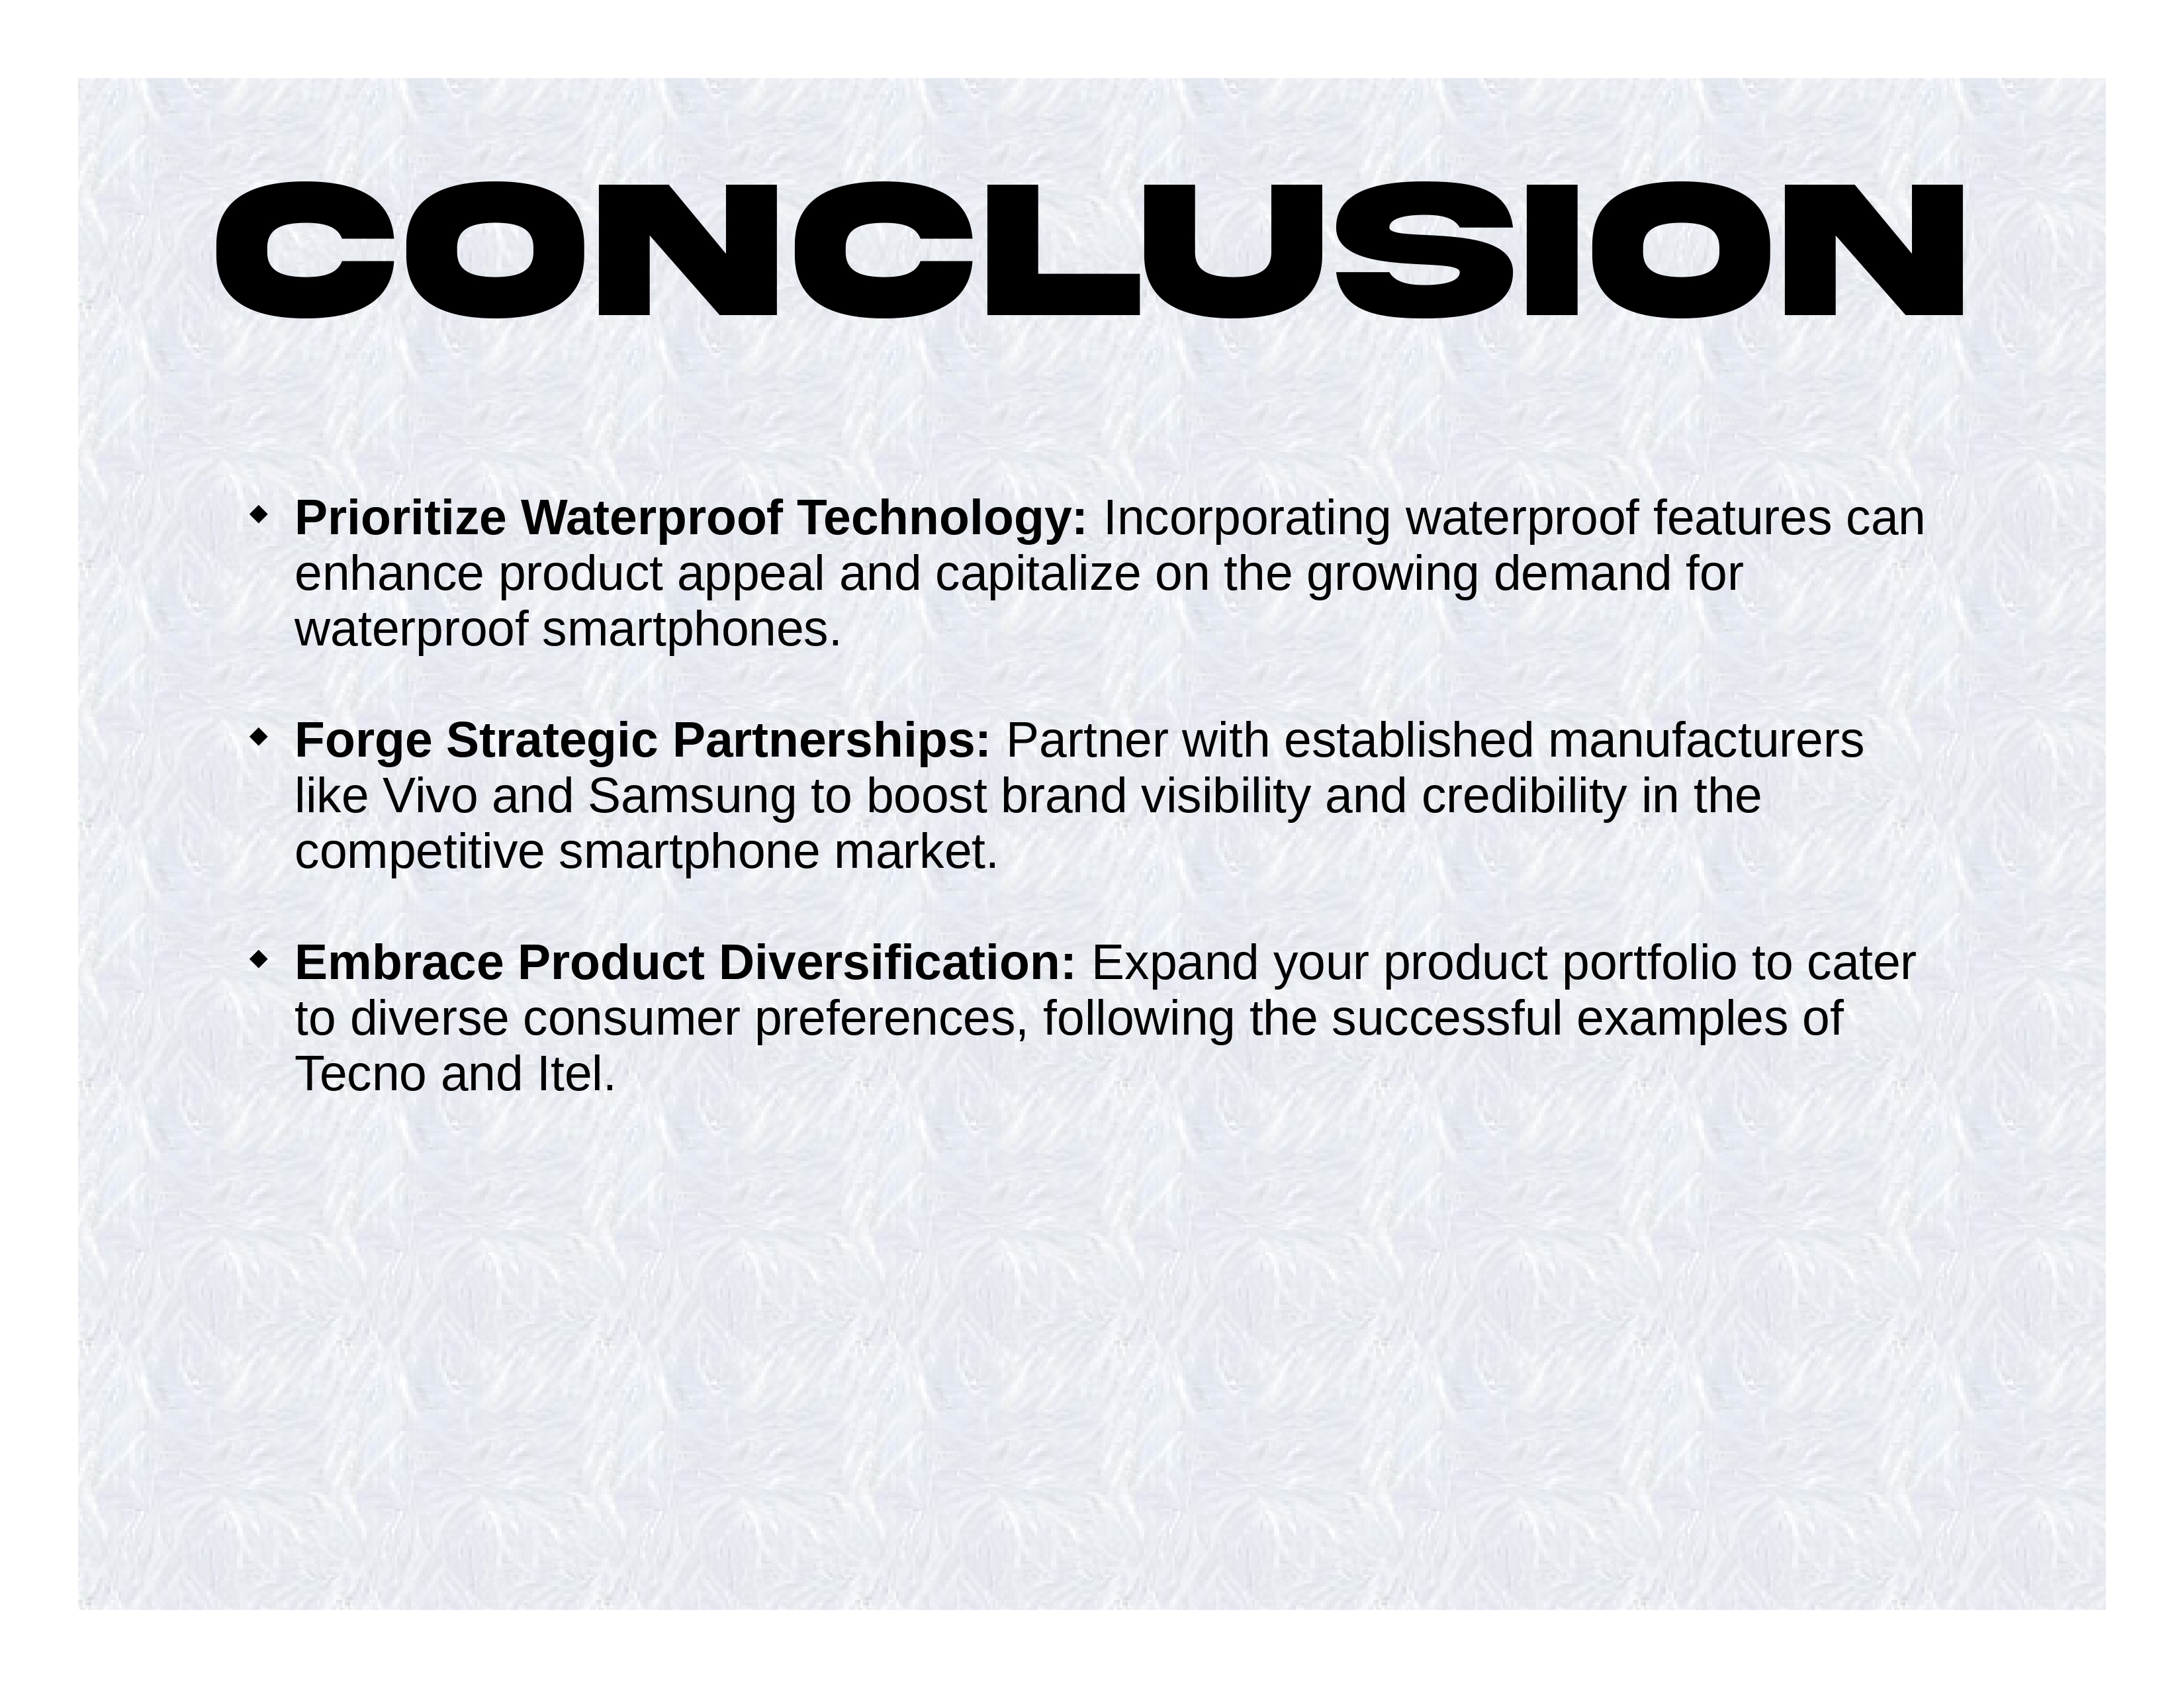 CONCLUSION
◆ Prioritize Waterproof Technology: Incorporating waterproof features can
enhance product appeal and capitalize on the growing demand for
waterproof smartphones.
◆ Forge Strategic Partnerships: Partner with established manufacturers
like Vivo and Samsung to boost brand visibility and credibility in the
competitive smartphone market.
◆ Embrace Product Diversification: Expand your product portfolio to cater
to diverse consumer preferences, following the successful examples of
Tecno and Itel.